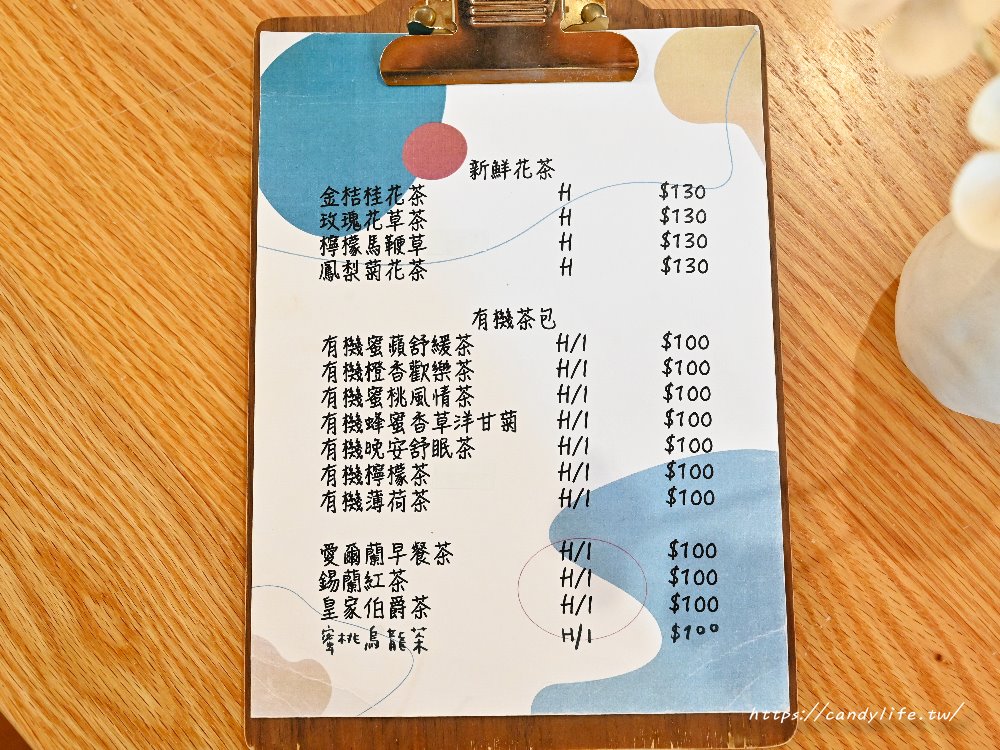 新鮮花茶
金桔桂花茶 H $130
玫瑰花草茶 H $130
檸檬馬鞭草 H $130
鳳梨菊花茶 H $130
有機茶包
有機蜜蘋舒緩茶 H/I $100
有機橙香歡樂茶 H/I $100
有機蜜桃風情茶 H/I $100
有機蜂蜜香草洋甘菊 H/I $100
有機晚安舒眠茶 H/I $100
有機檸檬茶 H/I $100
有機薄荷茶 H/I $100
愛爾蘭早餐茶 H/I $100
錫蘭紅茶 H/I $100
皇家伯爵茶 H/I $100
蜜桃烏龍茶 H/I $100
https://candylife.tw/